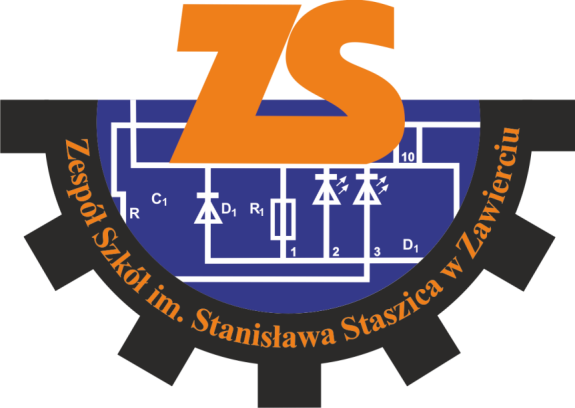 ZS
10
C1
R
D1
R1
1
2
3
D1
Zespół Szkół im. Stanisława Staszica w Zawierciu